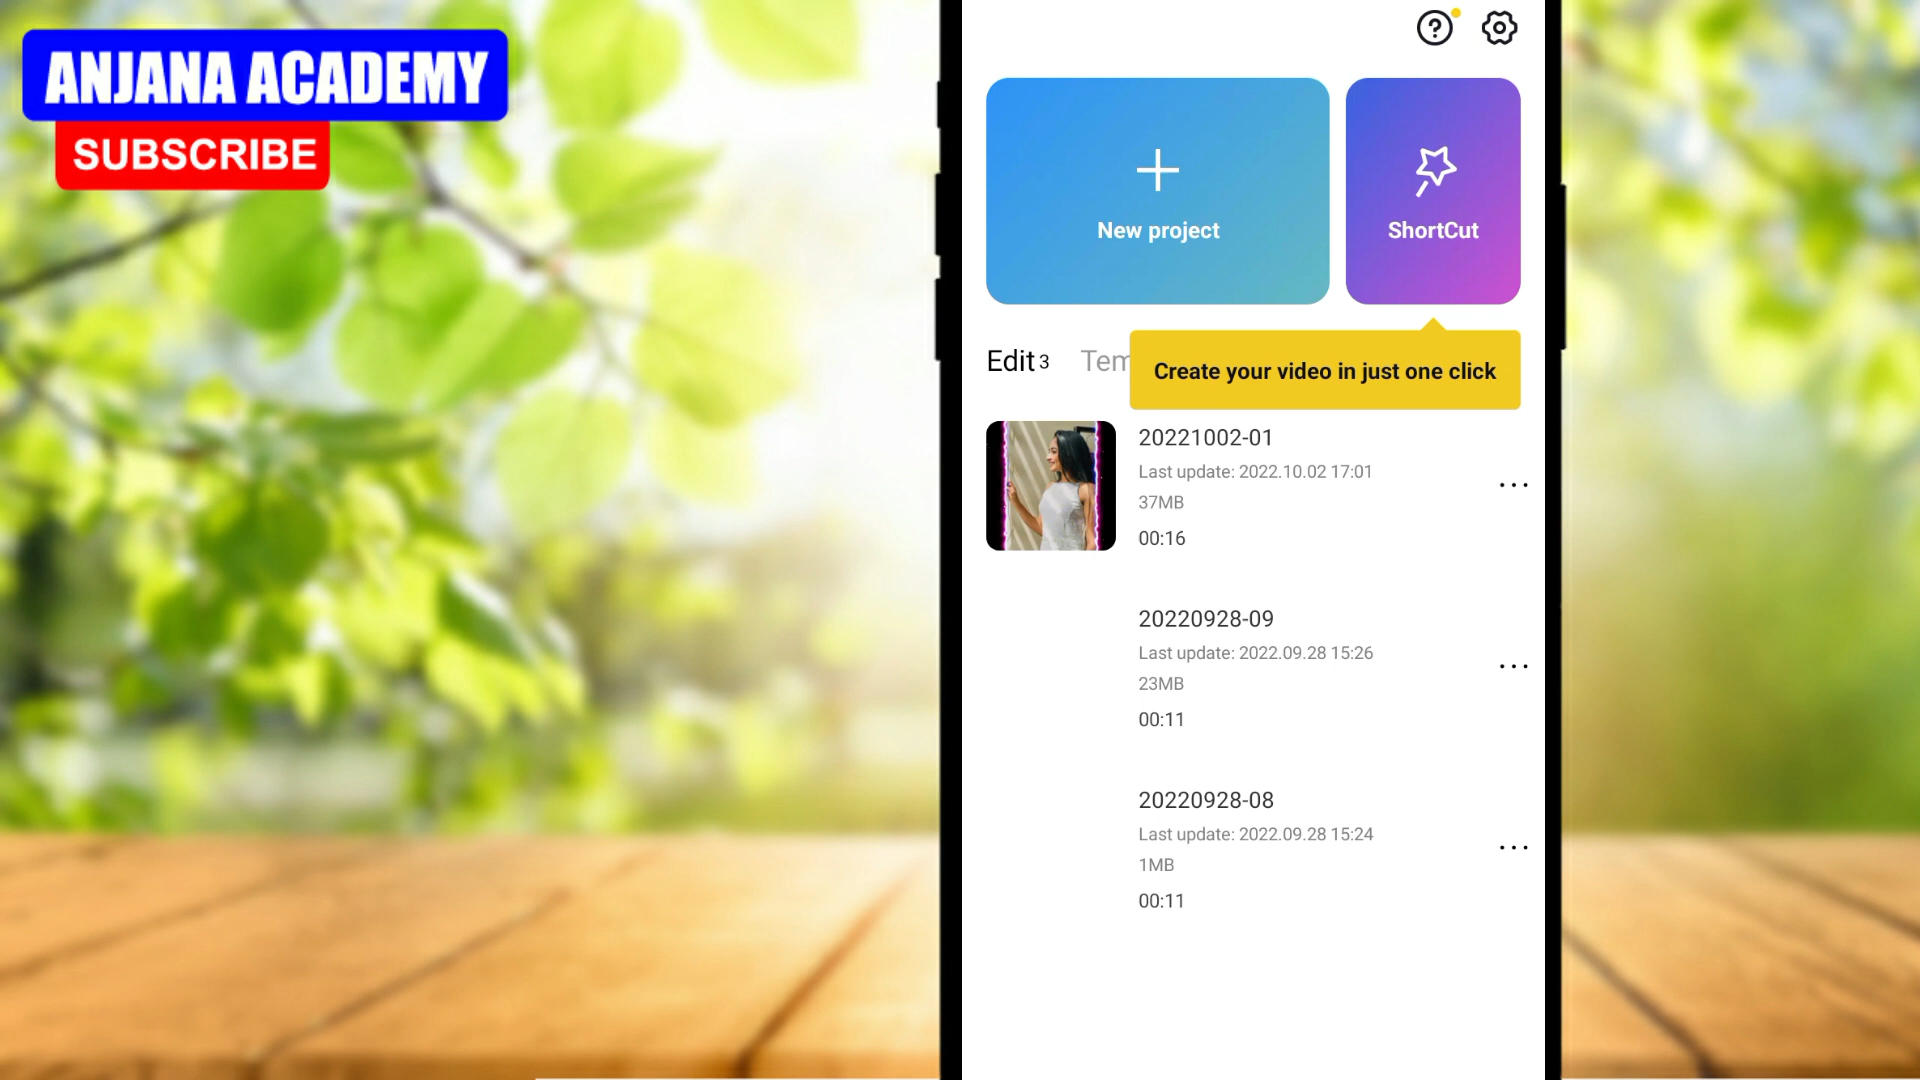 ANJANA ACADEMY
SUBSCRIBE
New project
ShortCut
Edit 3
Tem
Create your video in just one click
20221002-01
Last update: 2022.10.02 17:01
37MB
00:16
20220928-09
Last update: 2022.09.28 15:26
23MB
00:11
20220928-08
Last update: 2022.09.28 15:24
1MB
00:11